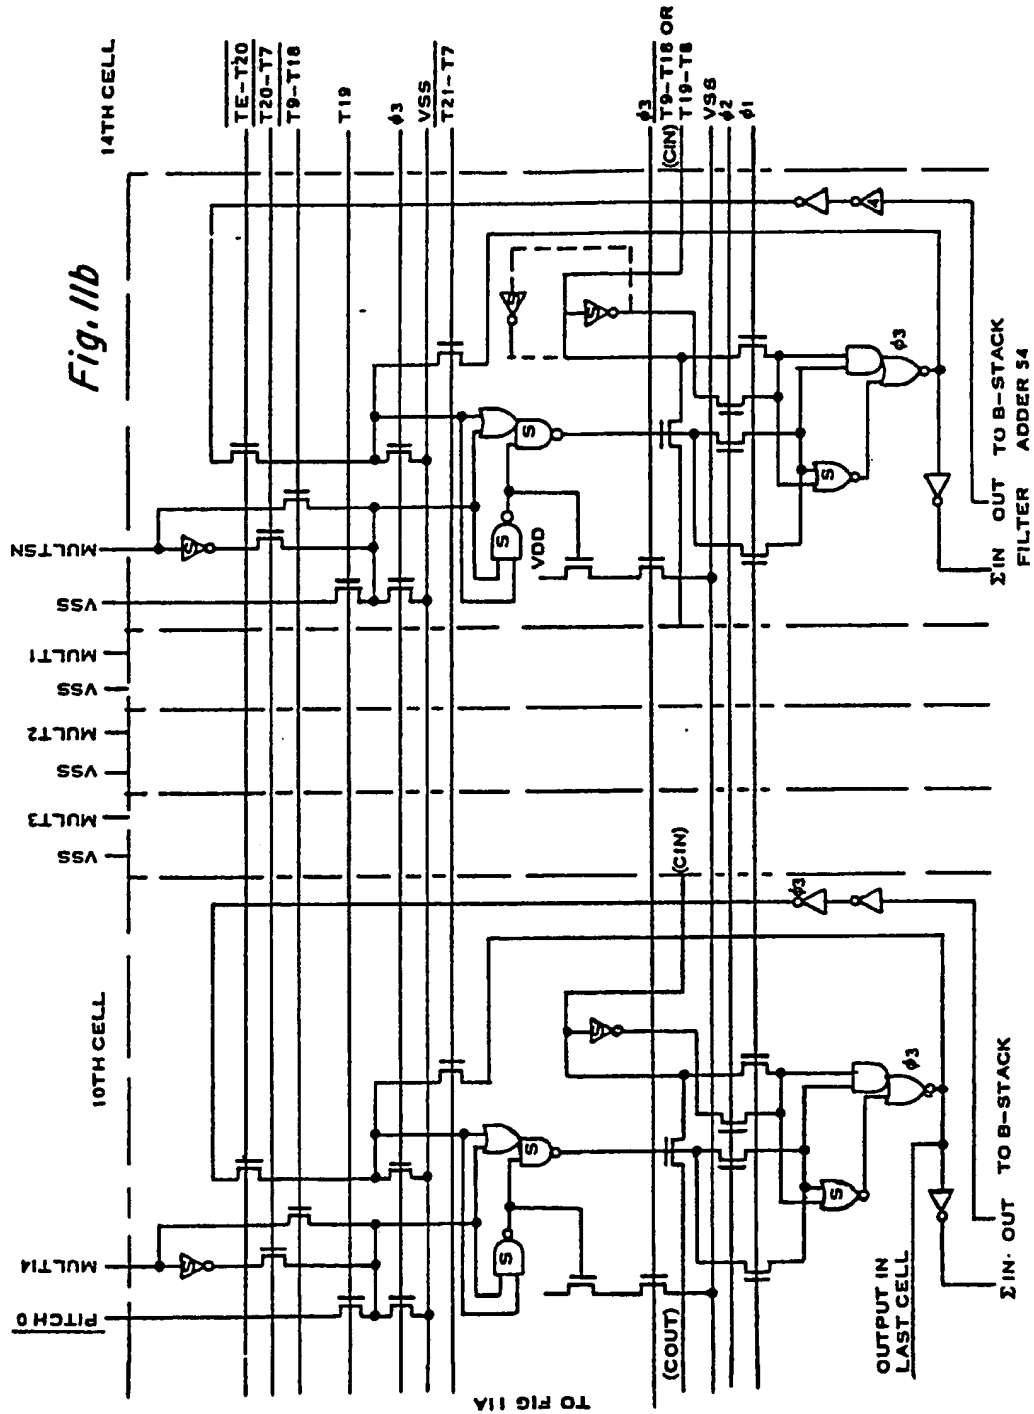 Fig. 11b
14TH CELL
10TH CELL
TE-T20
T20-T7
T9-T18
T19
φ3
VSS
T21-T7
φ3
T9-T18 OR
(CIN) T19-T8
VSS
φ2
φ1
MULTSN
VSS
MULT1
VSS
MULT2
VSS
MULT3
VSS
MULT14
PITCH 0
S
S
S
S
S
VDD
S
φ3
4
S
S
S
S
S
φ3
φ3
(CIN)
(COUT)
ΣIN OUT TO B-STACK
FILTER ADDER 54
ΣIN OUT TO B-STACK
OUTPUT IN
LAST CELL
TO FIG 11A